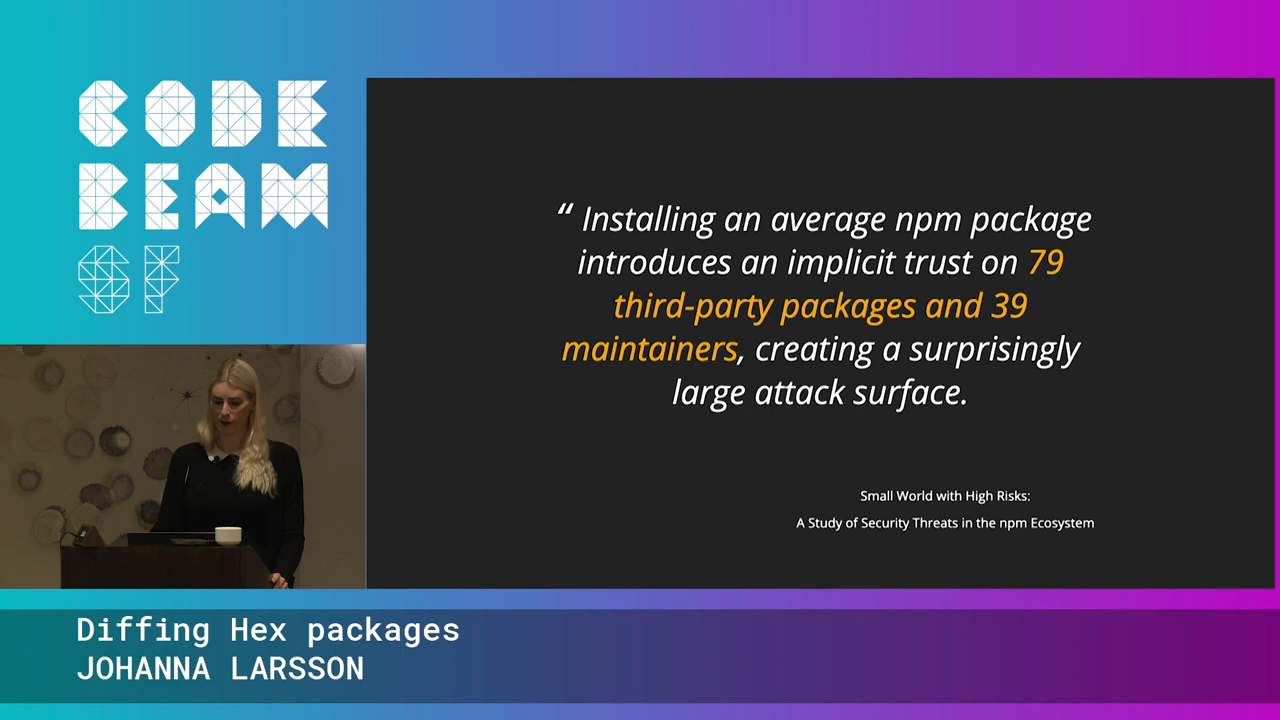 CODE
BEAM
SF
“ Installing an average npm package
introduces an implicit trust on 79
third-party packages and 39
maintainers, creating a surprisingly
large attack surface.
Small World with High Risks:
A Study of Security Threats in the npm Ecosystem
Diffing Hex packages
JOHANNA LARSSON